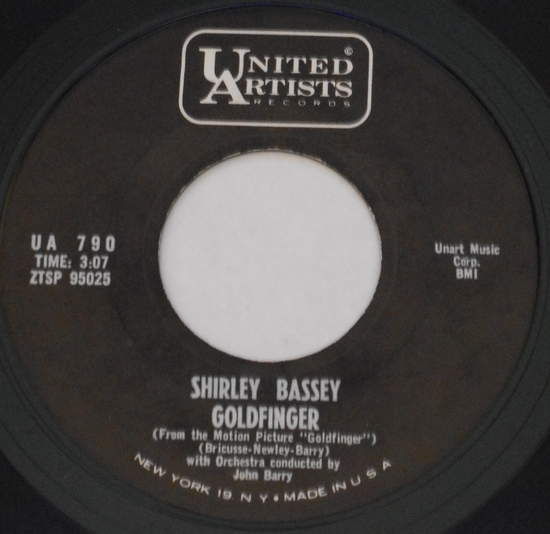 UNITED ©
ARTISTS
RECORDS
UA 790
TIME: 3:07
ZTSP 95025
Unart Music
Corp.
BMI
SHIRLEY BASSEY
GOLDFINGER
(From the Motion Picture "Goldfinger")
(Bricusse-Newley-Barry)
with Orchestra conducted by
John Barry
NEW YORK 19, N Y • MADE IN U S A